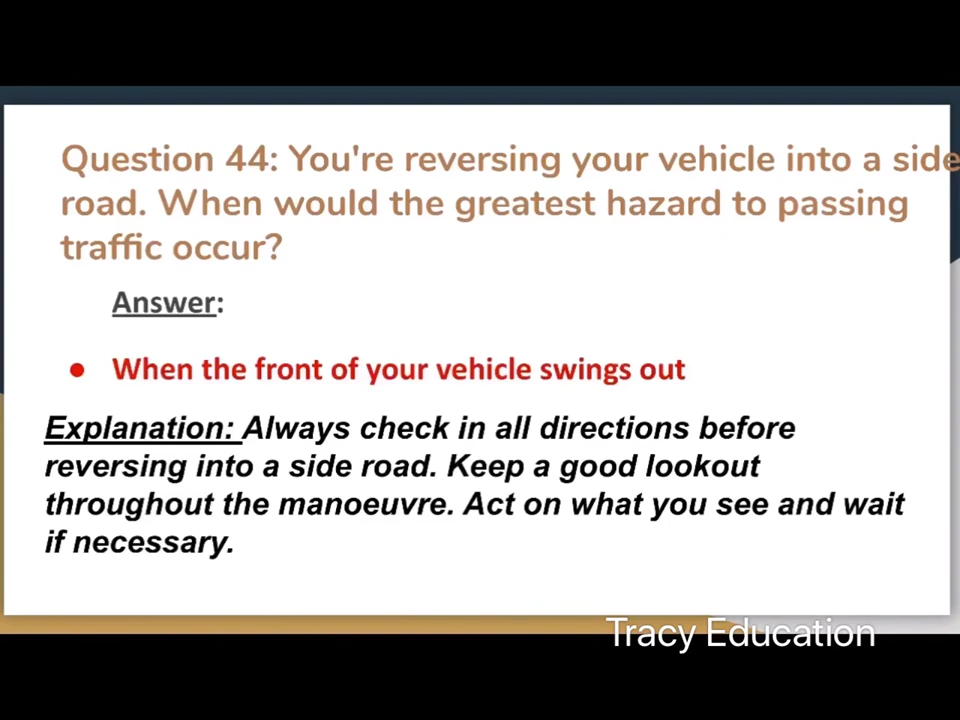 Question 44: You're reversing your vehicle into a side
road. When would the greatest hazard to passing
traffic occur?
Answer:
• When the front of your vehicle swings out
Explanation: Always check in all directions before
reversing into a side road. Keep a good lookout
throughout the manoeuvre. Act on what you see and wait
if necessary.
Tracy Education